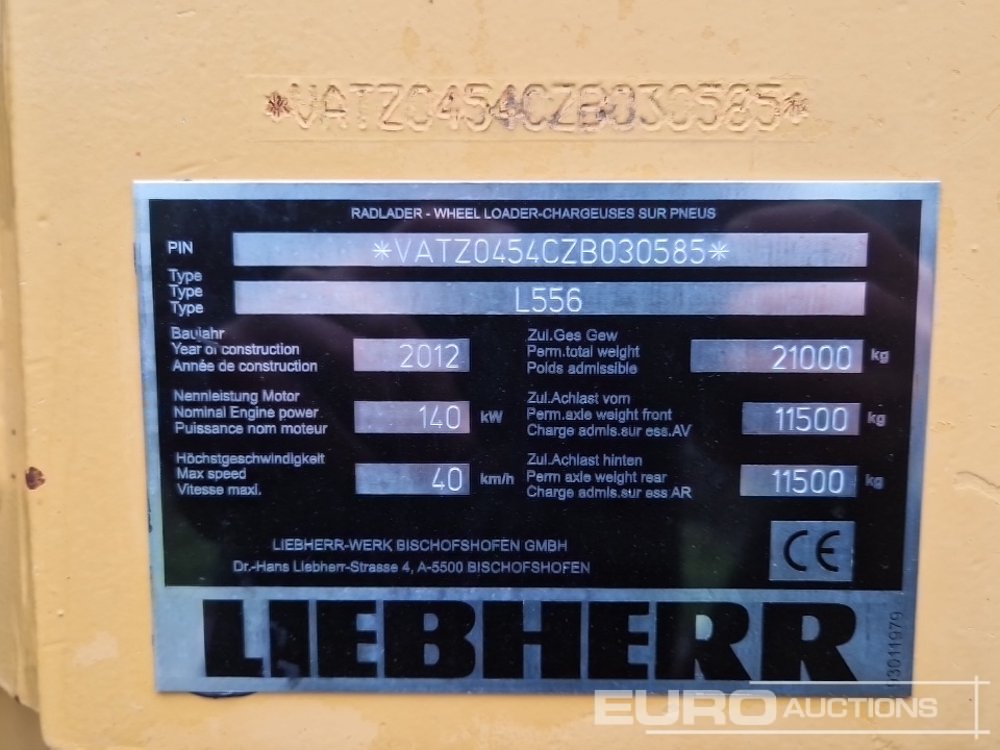 *VATZ0454CZB030585*
RADLADER - WHEEL LOADER-CHARGEUSES SUR PNEUS
PIN *VATZ0454CZB030585*
Type
Type
Type L556
Baujahr
Year of construction
Année de construction 2012
Zul.Ges Gew
Perm.total weight
Poids admissible 21000 kg
Nennleistung Motor
Nominal Engine power
Puissance nom moteur 140 kW
Zul.Achlast vorn
Perm.axle weight front
Charge admis.sur ess.AV 11500 kg
Höchstgeschwindigkeit
Max speed
Vitesse maxl. 40 km/h
Zul.Achlast hinten
Perm axle weight rear
Charge admis.sur ess AR 11500 kg
CE
LIEBHERR-WERK BISCHOFSHOFEN GMBH
Dr.-Hans Liebherr-Strasse 4, A-5500 BISCHOFSHOFEN
LIEBHERR
93011979
EURO AUCTIONS